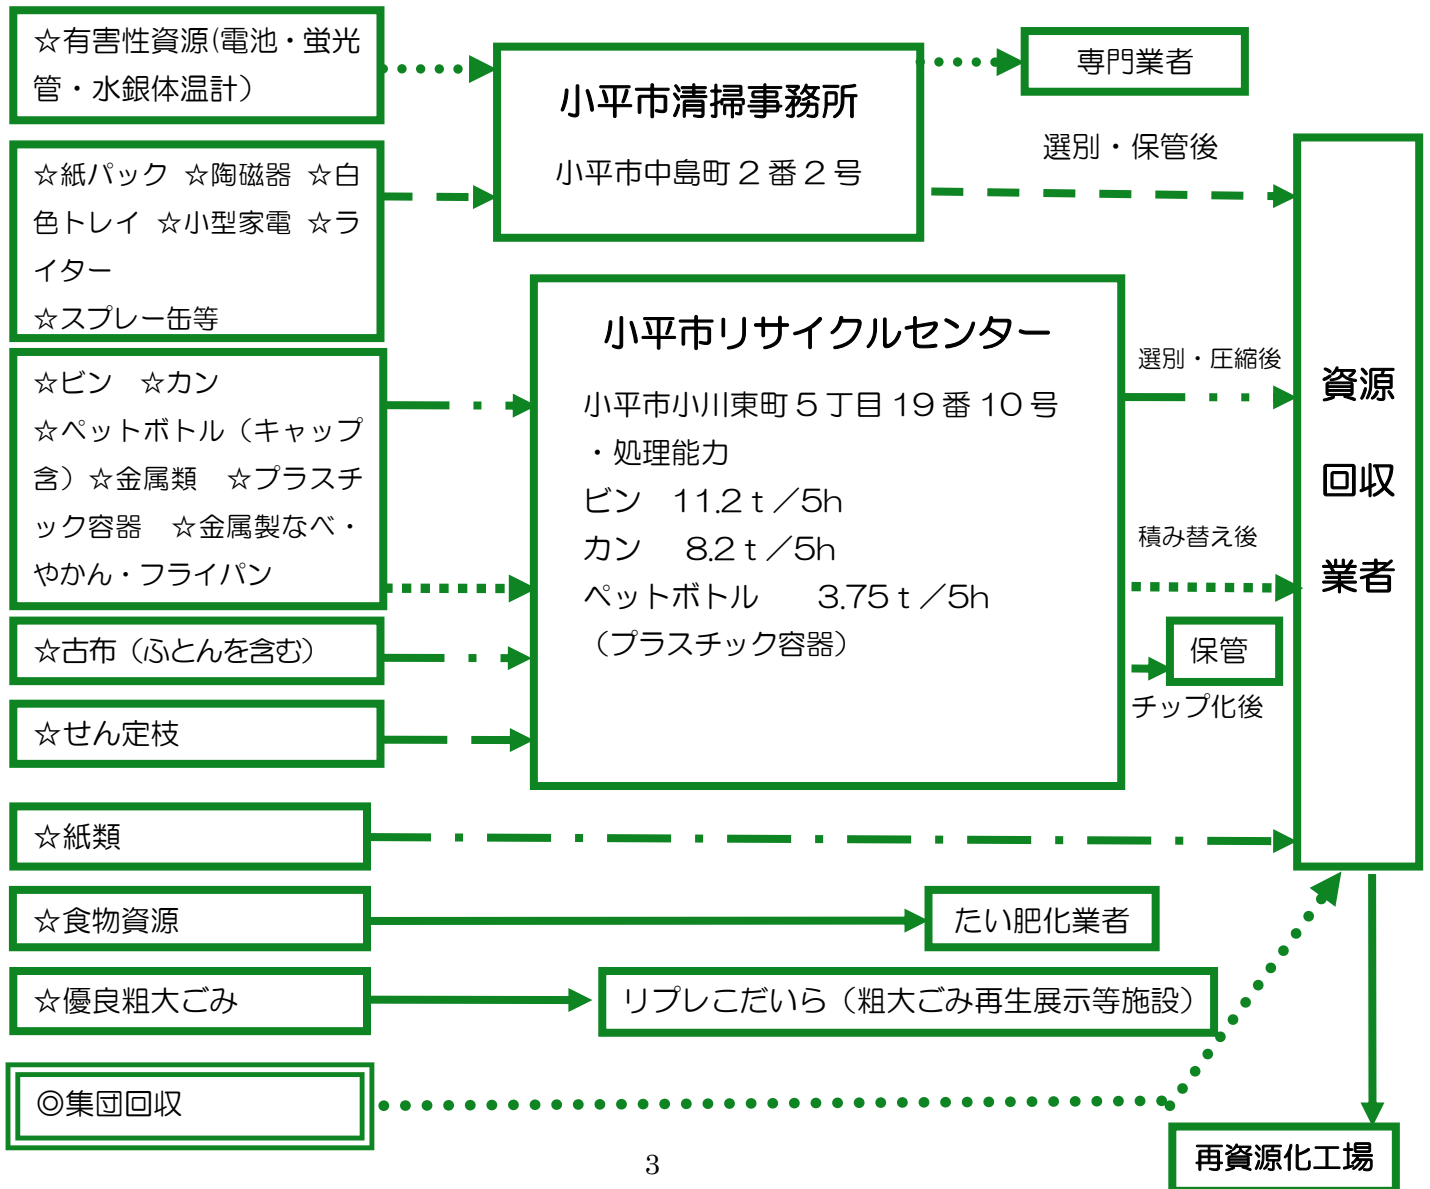 ☆有害性資源(電池・蛍光
管・水銀体温計）
☆紙パック ☆陶磁器 ☆白
色トレイ ☆小型家電 ☆ラ
イター
☆スプレー缶等
☆ビン　☆カン
☆ペットボトル（キャップ
含）☆金属類　☆プラスチ
ック容器　☆金属製なべ・
やかん・フライパン
☆古布（ふとんを含む）
☆せん定枝
☆紙類
☆食物資源
☆優良粗大ごみ
◎集団回収
小平市清掃事務所
小平市中島町２番２号
専門業者
選別・保管後
小平市リサイクルセンター
小平市小川東町５丁目19番10号
・処理能力
ビン　11.2ｔ／5h
カン　 8.2ｔ／5h
ペットボトル　　3.75ｔ／5h
（プラスチック容器）
選別・圧縮後
積み替え後
保管
チップ化後
資源
回収
業者
たい肥化業者
リプレこだいら（粗大ごみ再生展示等施設）
再資源化工場
3